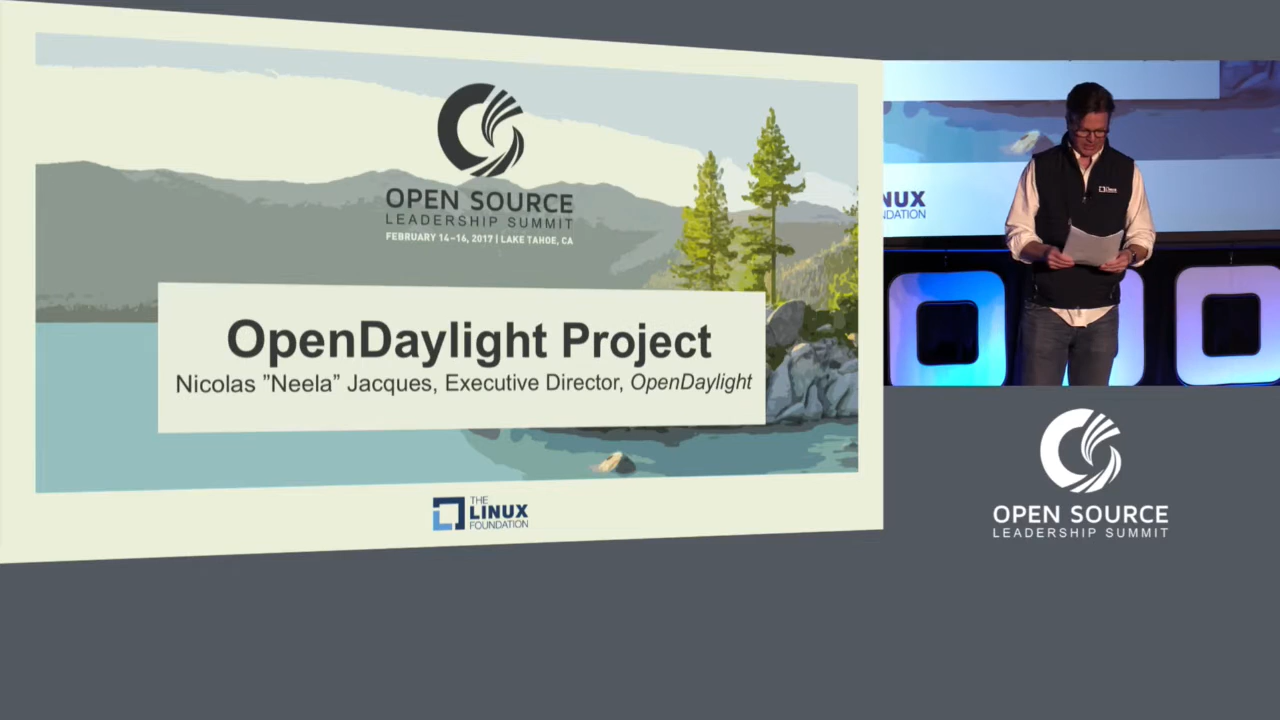 OPEN SOURCE
LEADERSHIP SUMMIT
FEBRUARY 14–16, 2017 | LAKE TAHOE, CA
OpenDaylight Project
Nicolas ”Neela” Jacques, Executive Director, OpenDaylight
THE
LINUX
FOUNDATION
NUX
NDATION
OPEN SOURCE
LEADERSHIP SUMMIT